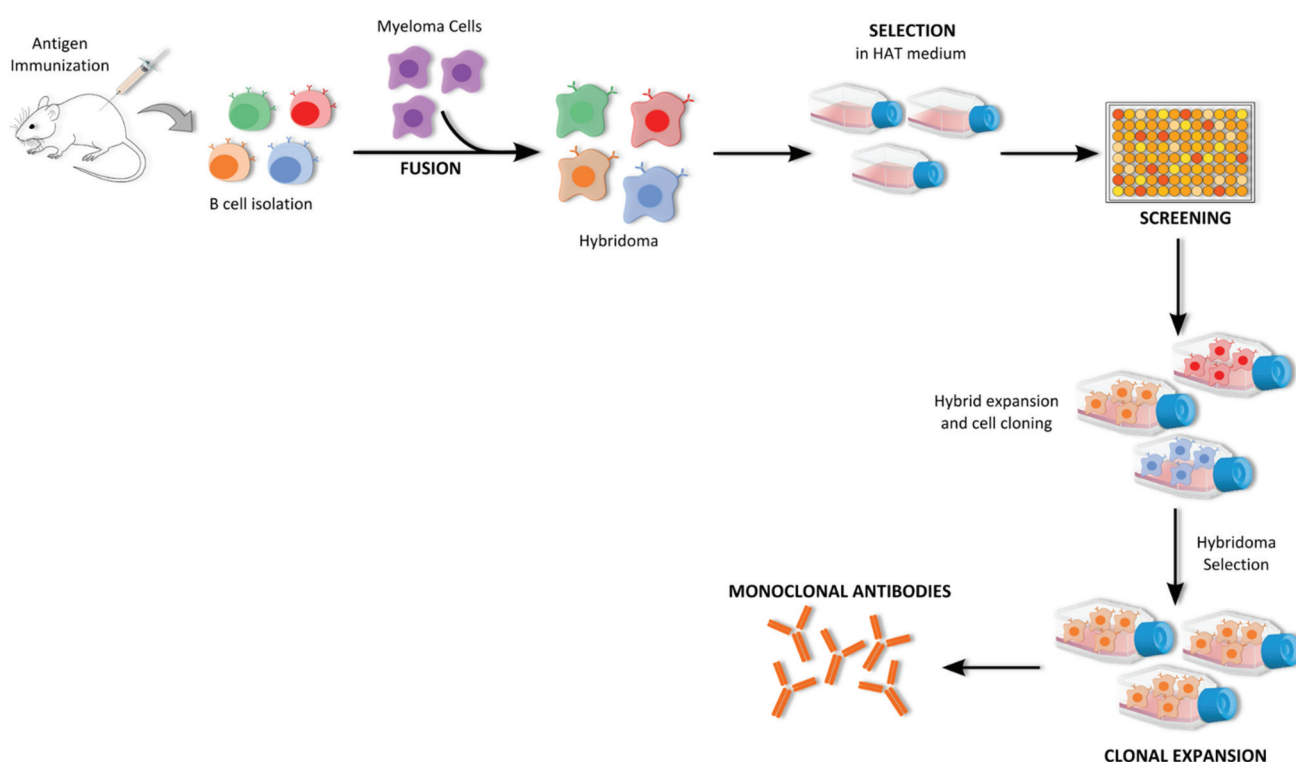 Antigen
Immunization
B cell isolation
Myeloma Cells
FUSION
Hybridoma
SELECTION
in HAT medium
SCREENING
Hybrid expansion
and cell cloning
Hybridoma
Selection
CLONAL EXPANSION
MONOCLONAL ANTIBODIES